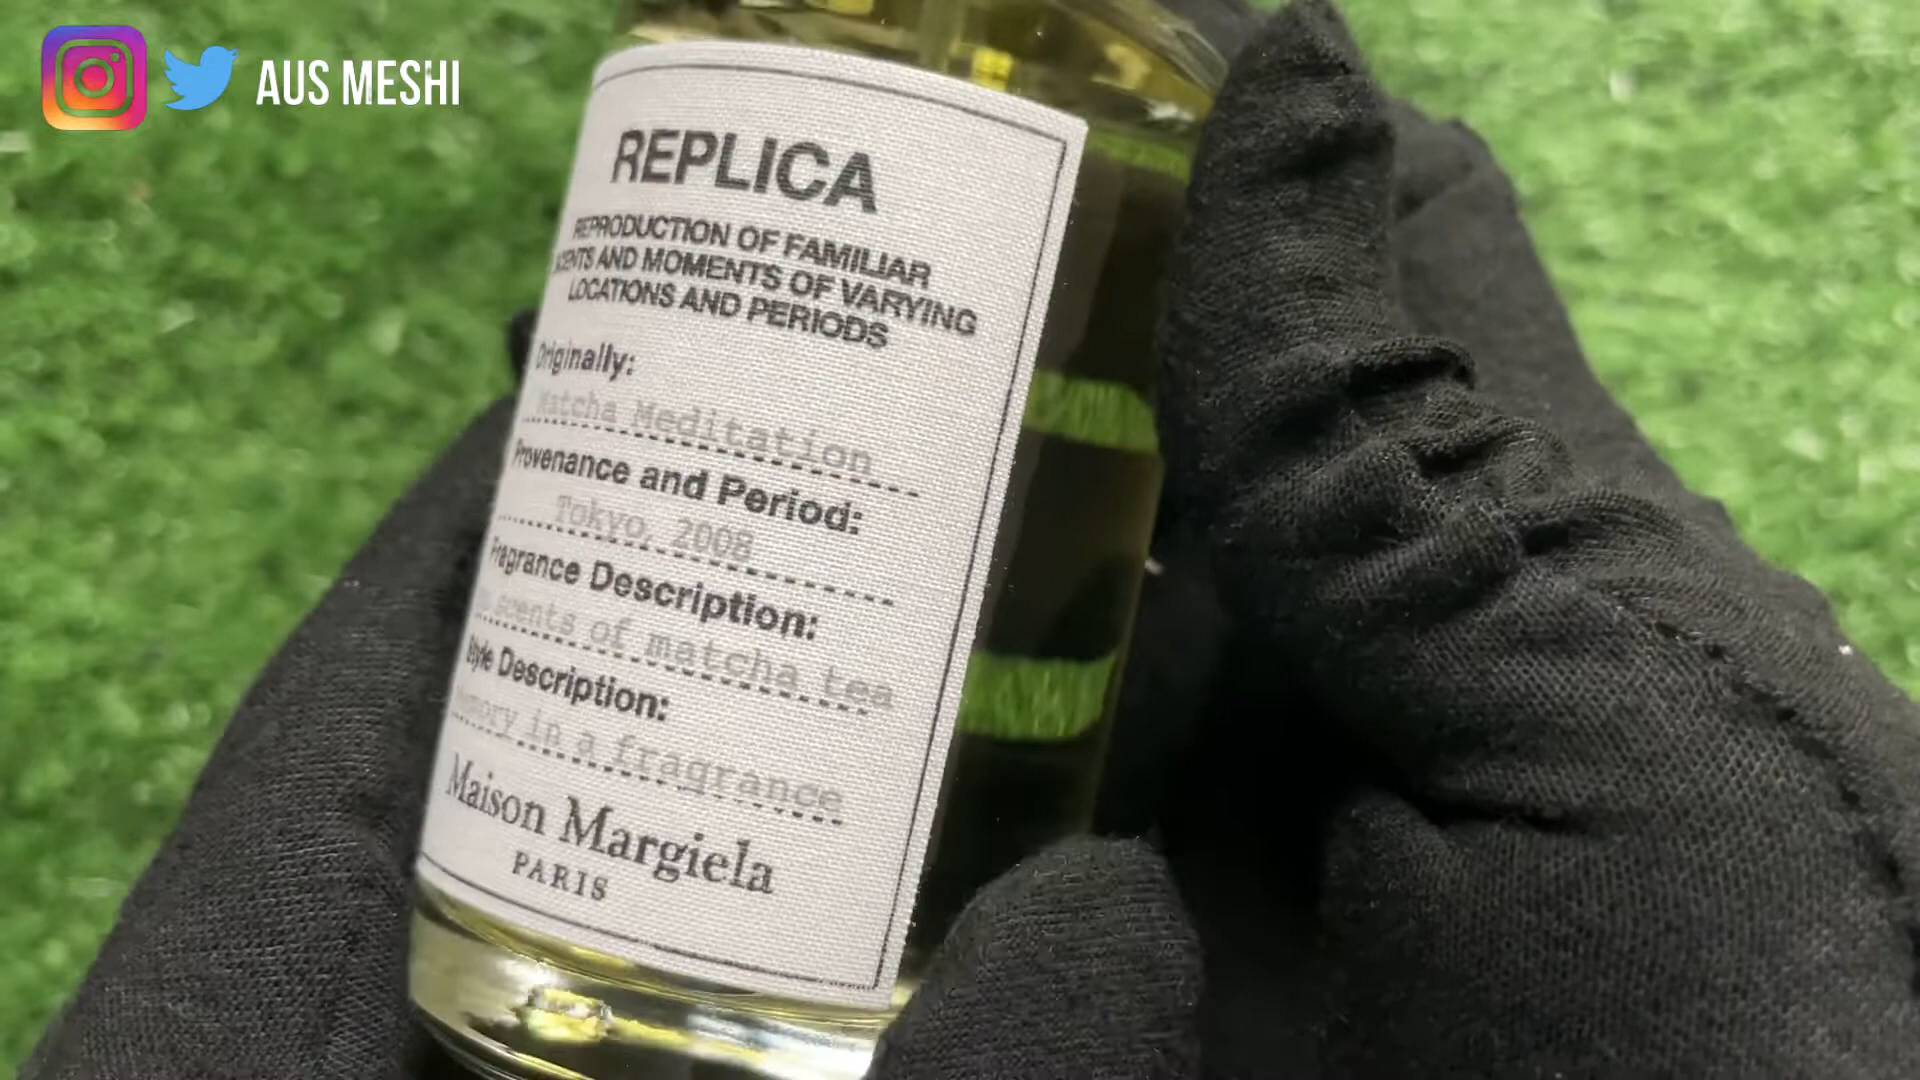 AUS MESHI
REPLICA
REPRODUCTION OF FAMILIAR
SCENTS AND MOMENTS OF VARYING
LOCATIONS AND PERIODS
Originally:
Matcha Meditation
Provenance and Period:
Tokyo, 2008
Fragrance Description:
scents of matcha tea
Style Description:
Memory in a fragrance
Maison Margiela
PARIS